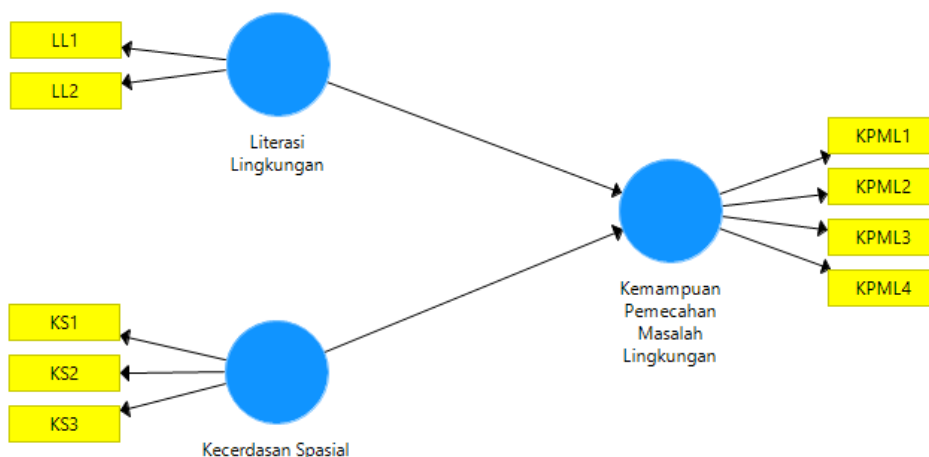 LL1
LL2
Literasi
Lingkungan
KPML1
KPML2
KPML3
KPML4
Kemampuan
Pemecahan
Masalah
Lingkungan
KS1
KS2
KS3
Kecerdasan Spasial